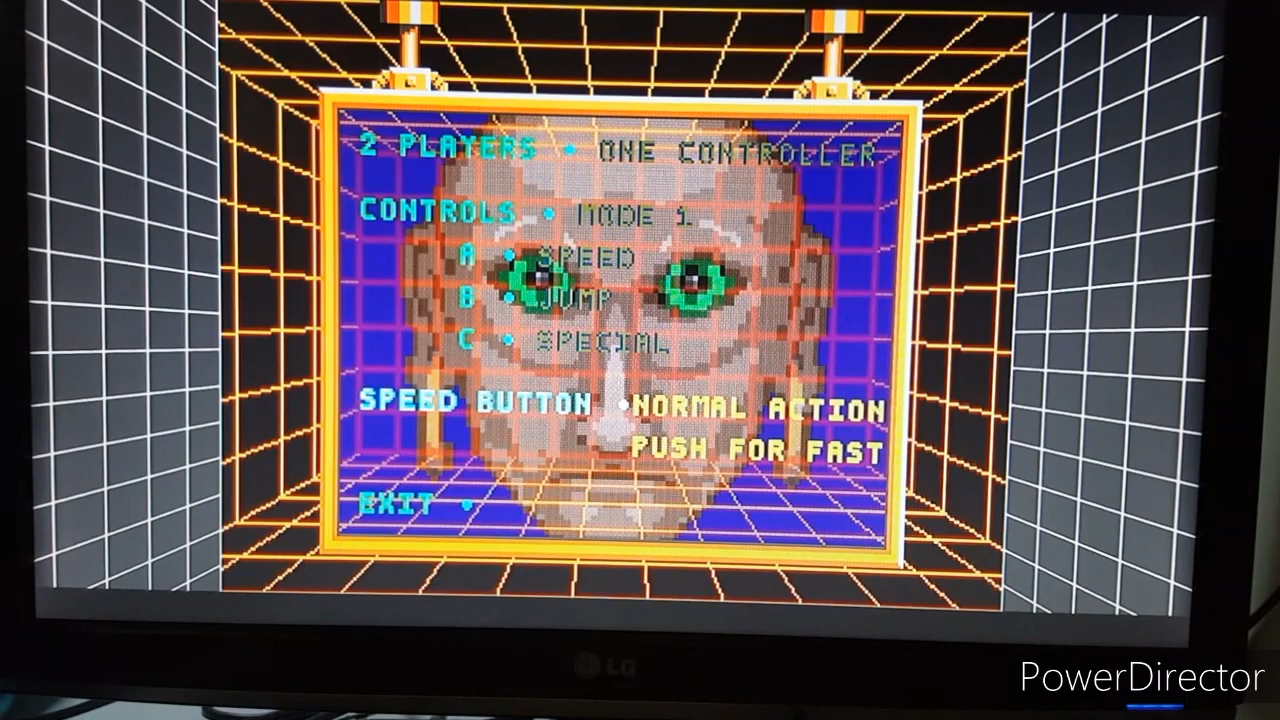 2 PLAYERS • ONE CONTROLLER
CONTROLS • MODE 1
A • SPEED
B • JUMP
C • SPECIAL
SPEED BUTTON • NORMAL ACTION
PUSH FOR FAST
EXIT •
LG
PowerDirector